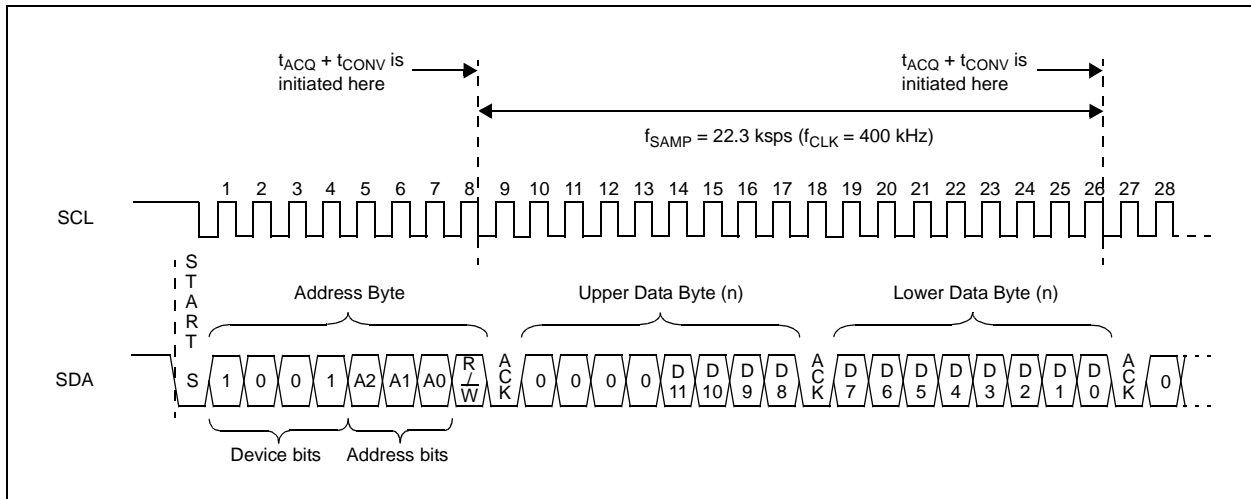 tACQ + tCONV is
initiated here
tACQ + tCONV is
initiated here
fSAMP = 22.3 ksps (fCLK = 400 kHz)
1 2 3 4 5 6 7 8 9 10 11 12 13 14 15 16 17 18 19 20 21 22 23 24 25 26 27 28
SCL
START
Address Byte
Upper Data Byte (n)
Lower Data Byte (n)
SDA
S 1 0 0 1 A2 A1 A0 R/W ACK 0 0 0 0 D11 D10 D9 D8 ACK D7 D6 D5 D4 D3 D2 D1 D0 ACK 0
Device bits
Address bits